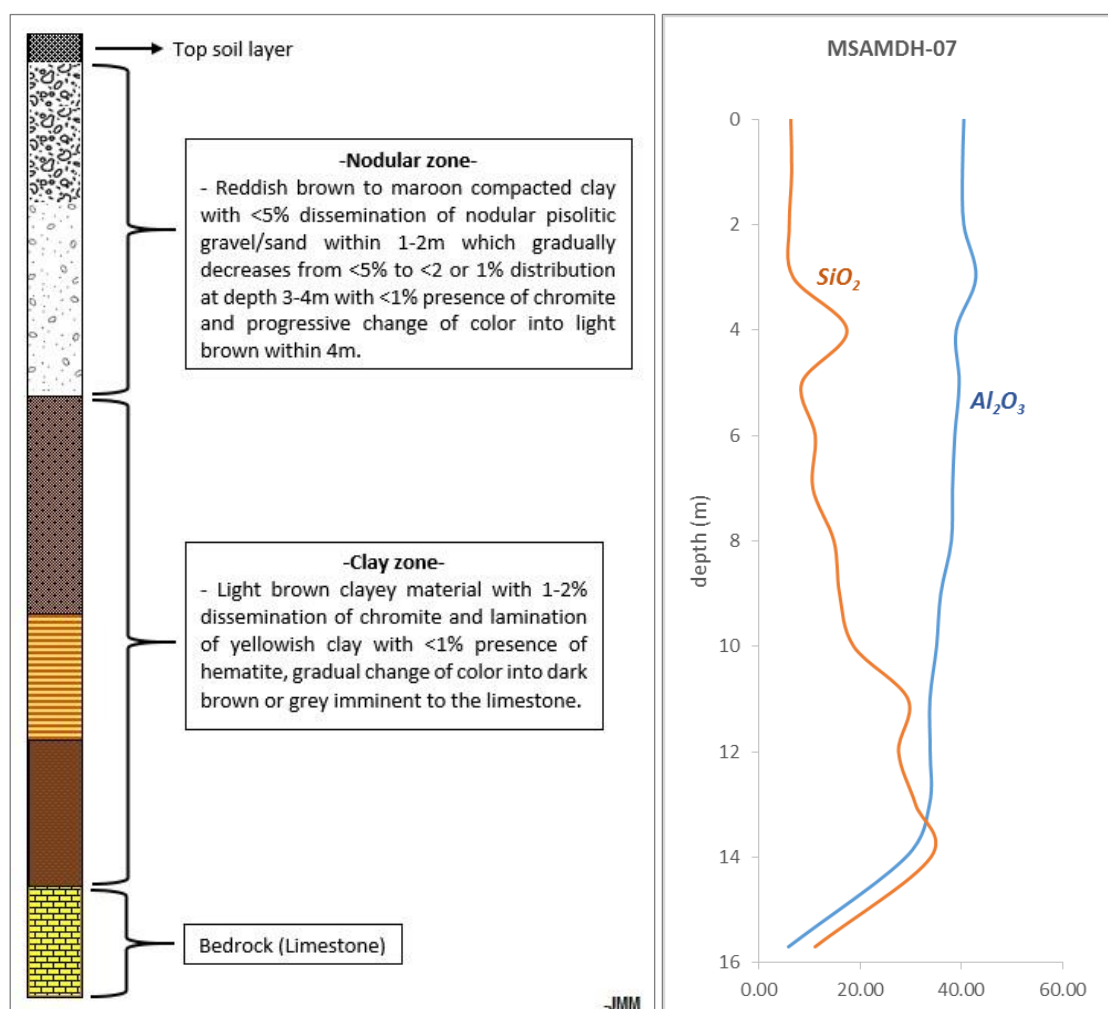 Top soil layer
-Nodular zone-
- Reddish brown to maroon compacted clay
with <5% dissemination of nodular pisolitic
gravel/sand within 1-2m which gradually
decreases from <5% to <2 or 1% distribution
at depth 3-4m with <1% presence of chromite
and progressive change of color into light
brown within 4m.
-Clay zone-
- Light brown clayey material with 1-2%
dissemination of chromite and lamination
of yellowish clay with <1% presence of
hematite, gradual change of color into dark
brown or grey imminent to the limestone.
Bedrock (Limestone)
-JMM
MSAMDH-07
0
2
4
6
8
10
12
14
16
depth (m)
SiO₂
Al₂O₃
0.00 20.00 40.00 60.00